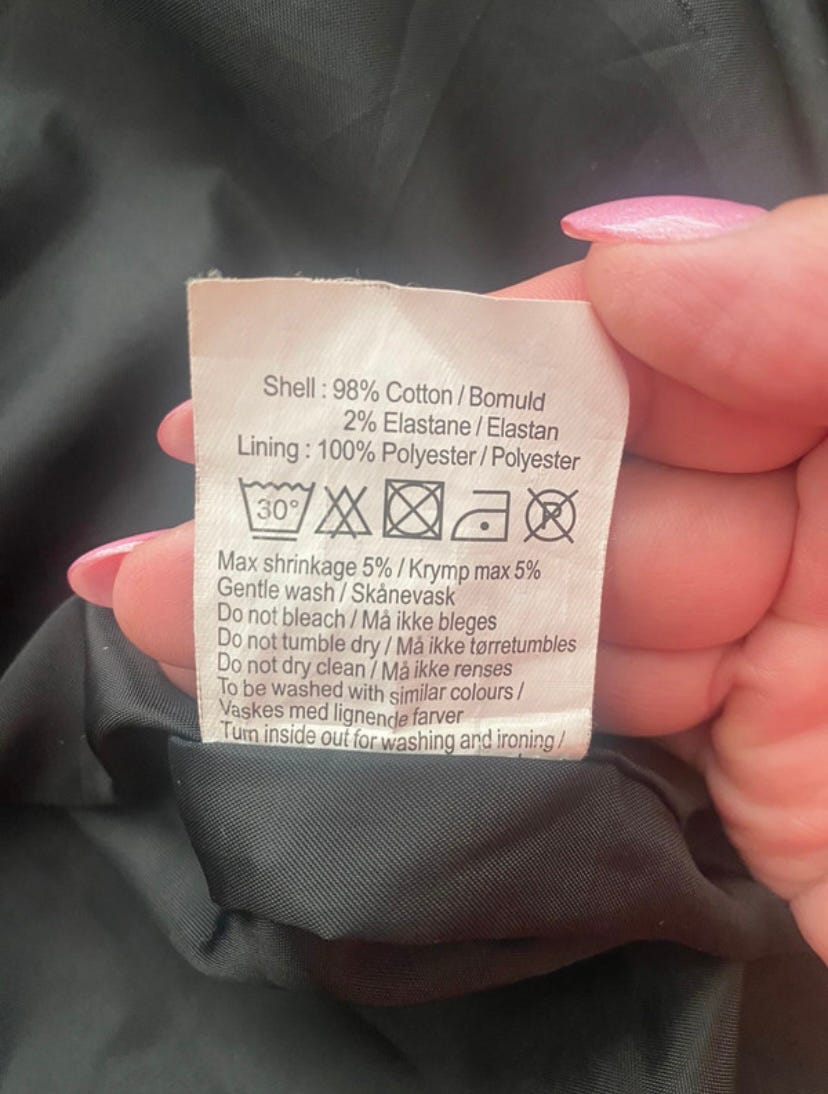 Shell : 98% Cotton / Bomuld
2% Elastane / Elastan
Lining : 100% Polyester / Polyester
30° P
Max shrinkage 5% / Krymp max 5%
Gentle wash / Skånevask
Do not bleach / Må ikke bleges
Do not tumble dry / Må ikke tørretumbles
Do not dry clean / Må ikke renses
To be washed with similar colours /
Vaskes med lignende farver
Turn inside out for washing and ironing /